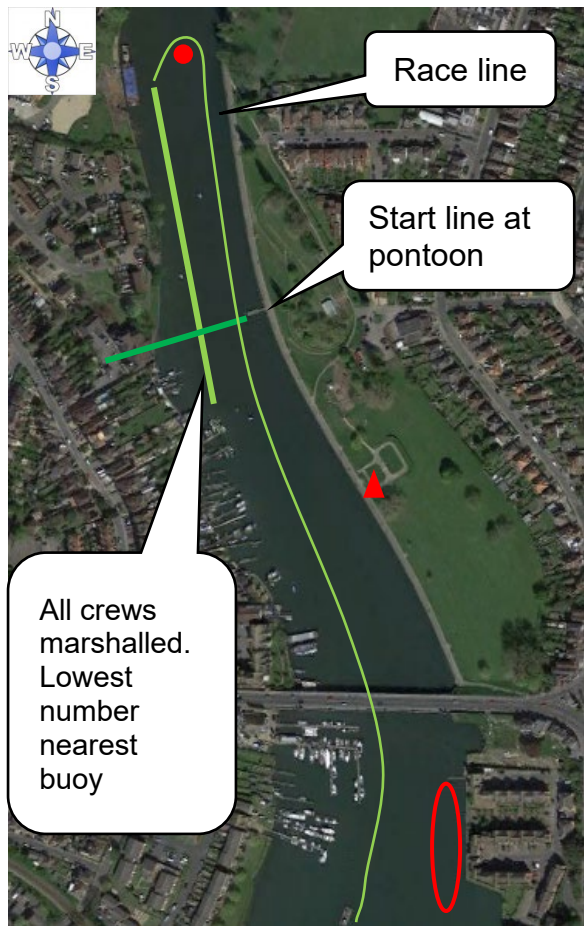 N
W E
S
Race line
Start line at
pontoon
All crews
marshalled.
Lowest
number
nearest
buoy